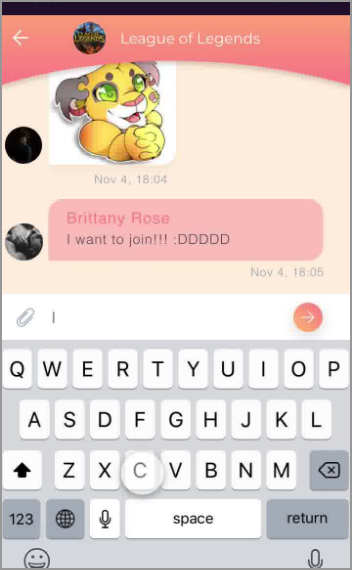 League of Legends
LEGENDS
Nov 4, 18:04
Brittany Rose
I want to join!!! :DDDDD
Nov 4, 18:05
I
Q W E R T Y U I O P
A S D F G H J K L
Z X C V B N M
123 space return